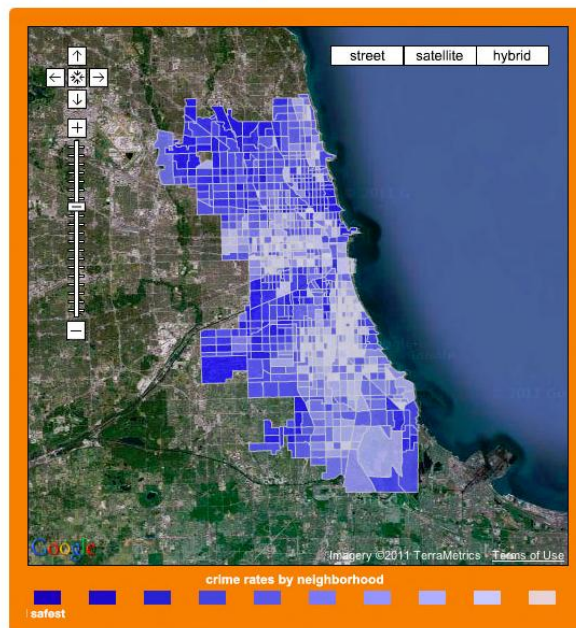 street satellite hybrid
Google
Imagery ©2011 TerraMetrics - Terms of Use
crime rates by neighborhood
safest